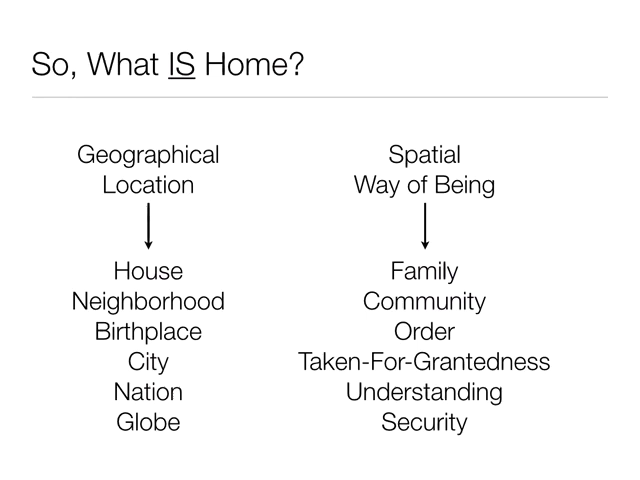 So, What IS Home?
Geographical
Location
House
Neighborhood
Birthplace
City
Nation
Globe
Spatial
Way of Being
Family
Community
Order
Taken-For-Grantedness
Understanding
Security